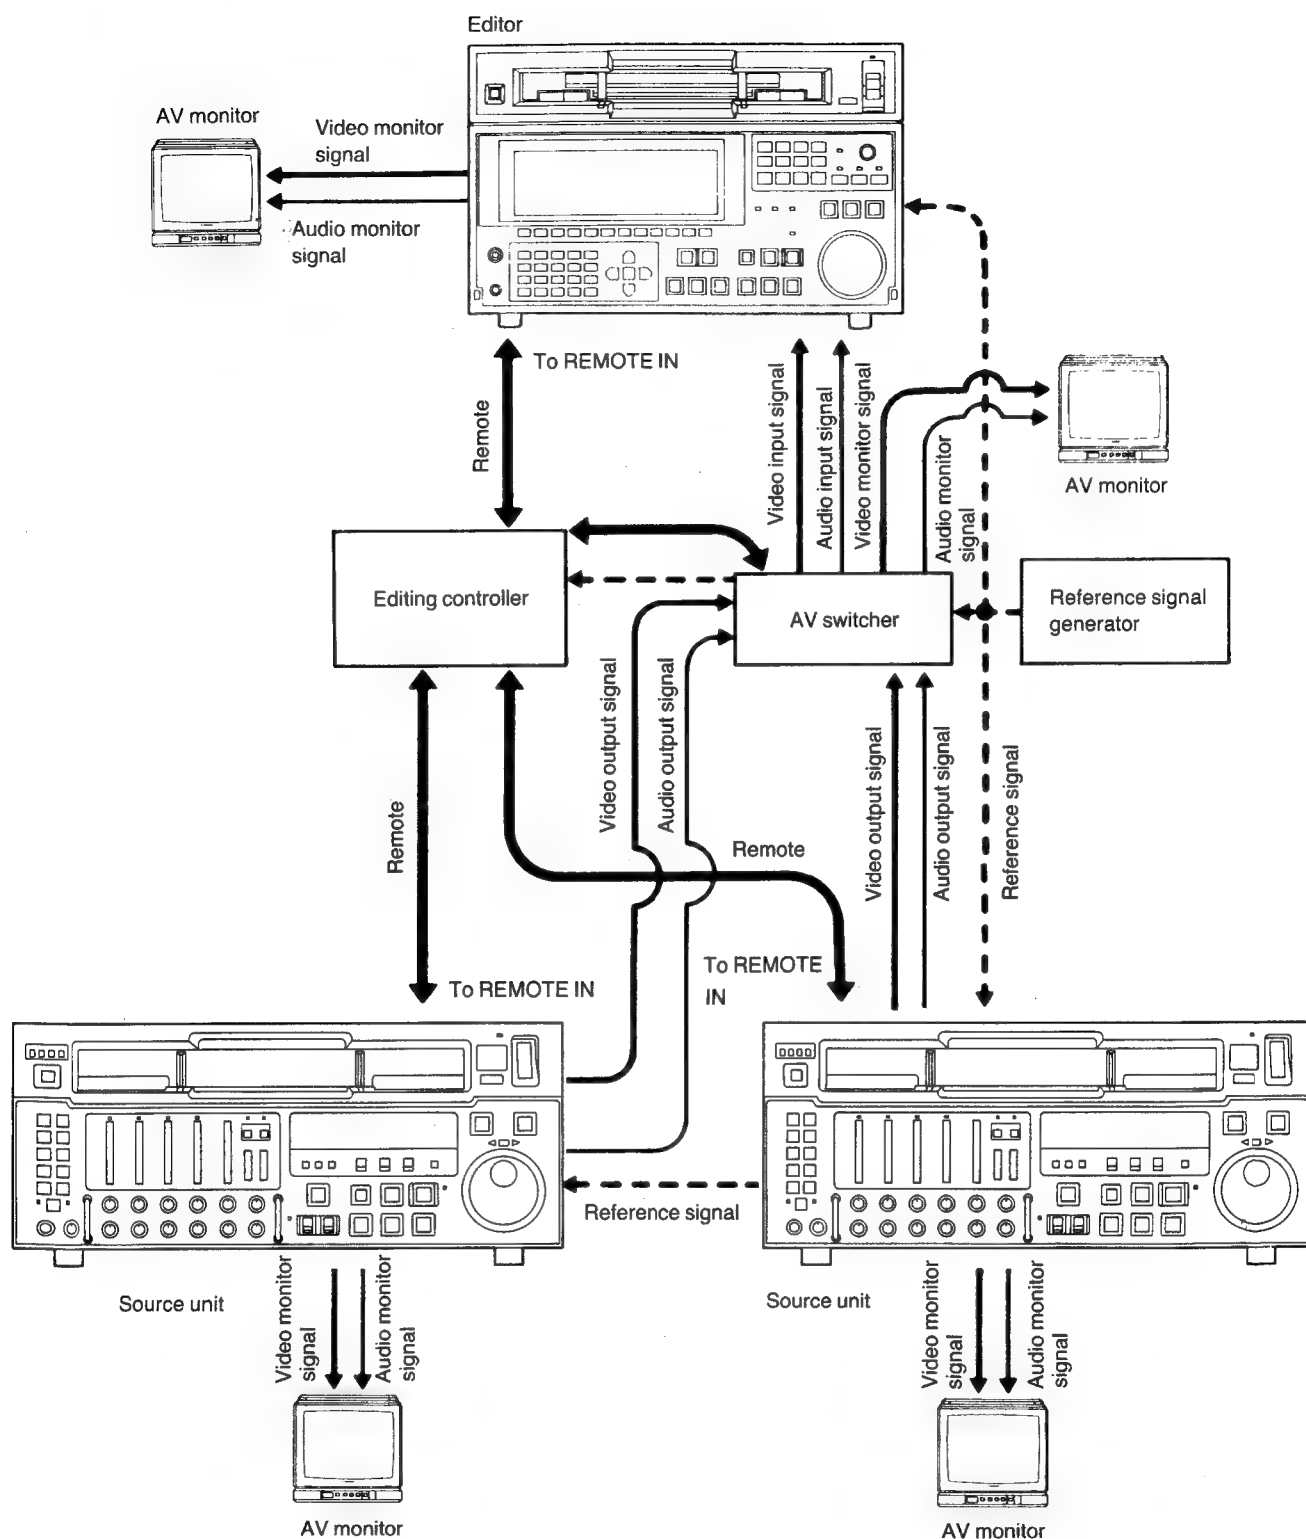 Editor
AV monitor
Video monitor
signal
Audio monitor
signal
To REMOTE IN
Remote
Video input signal
Audio input signal
Video monitor signal
Audio monitor
signal
AV monitor
Editing controller
AV switcher
Reference signal
generator
Video output signal
Audio output signal
Remote
Remote
Video output signal
Audio output signal
Reference signal
To REMOTE IN
To REMOTE
IN
Reference signal
Source unit
Video monitor
signal
Audio monitor
signal
Source unit
Video monitor
signal
Audio monitor
signal
AV monitor
AV monitor